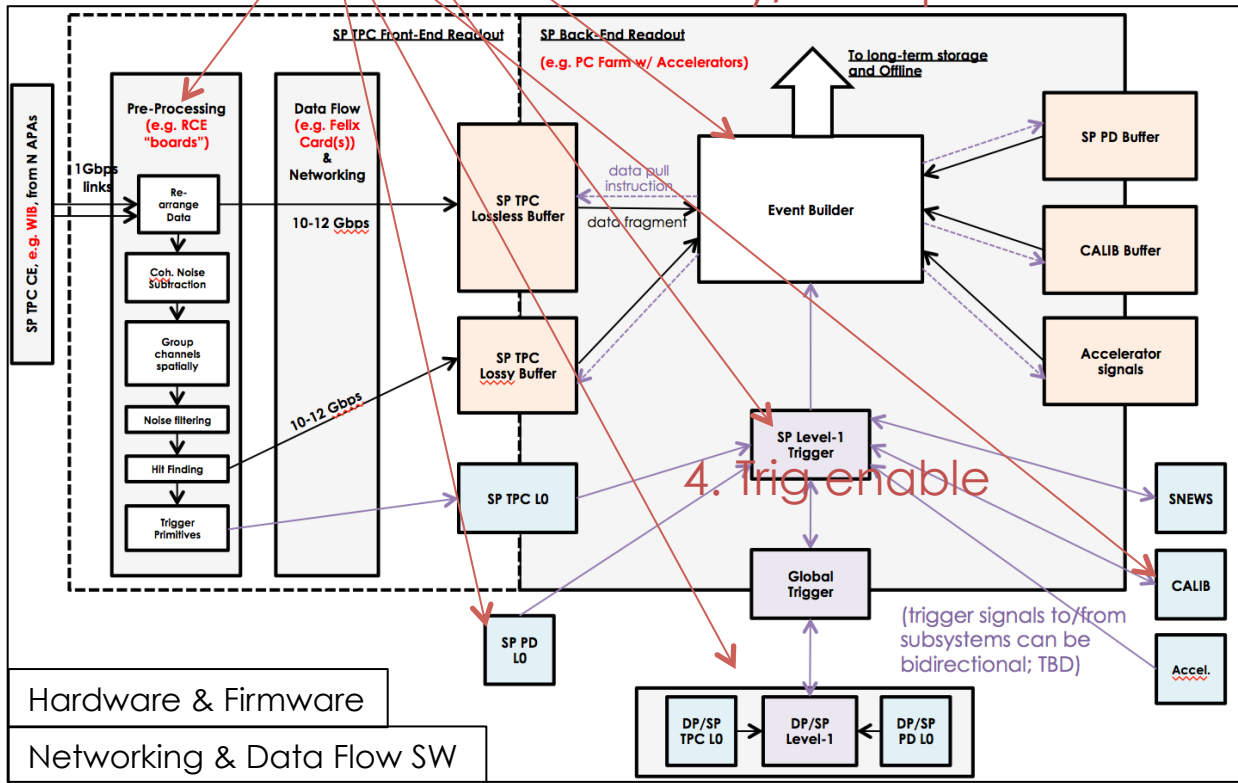 SP TPC Front-End Readout
SP Back-End Readout
(e.g. PC Farm w/ Accelerators)
To long-term storage
and Offline
SP TPC CE, e.g. WIB, from N APAs
1Gbps
links
Pre-Processing
(e.g. RCE
"boards")
Re-
arrange
Data
Coh. Noise
Subtraction
Group
channels
spatially
Noise filtering
Hit Finding
Trigger
Primitives
Data Flow
(e.g. Felix
Card(s))
&
Networking
10-12 Gbps
10-12 Gbps
SP TPC
Lossless Buffer
SP TPC
Lossy Buffer
SP TPC L0
SP PD
L0
data pull
instruction
data fragment
Event Builder
SP PD Buffer
CALIB Buffer
Accelerator
signals
SP Level-1
Trigger
4. Trig enable
Global
Trigger
SNEWS
CALIB
Accel.
(trigger signals to/from
subsystems can be
bidirectional; TBD)
DP/SP
TPC L0
DP/SP
Level-1
DP/SP
PD L0
Hardware & Firmware
Networking & Data Flow SW